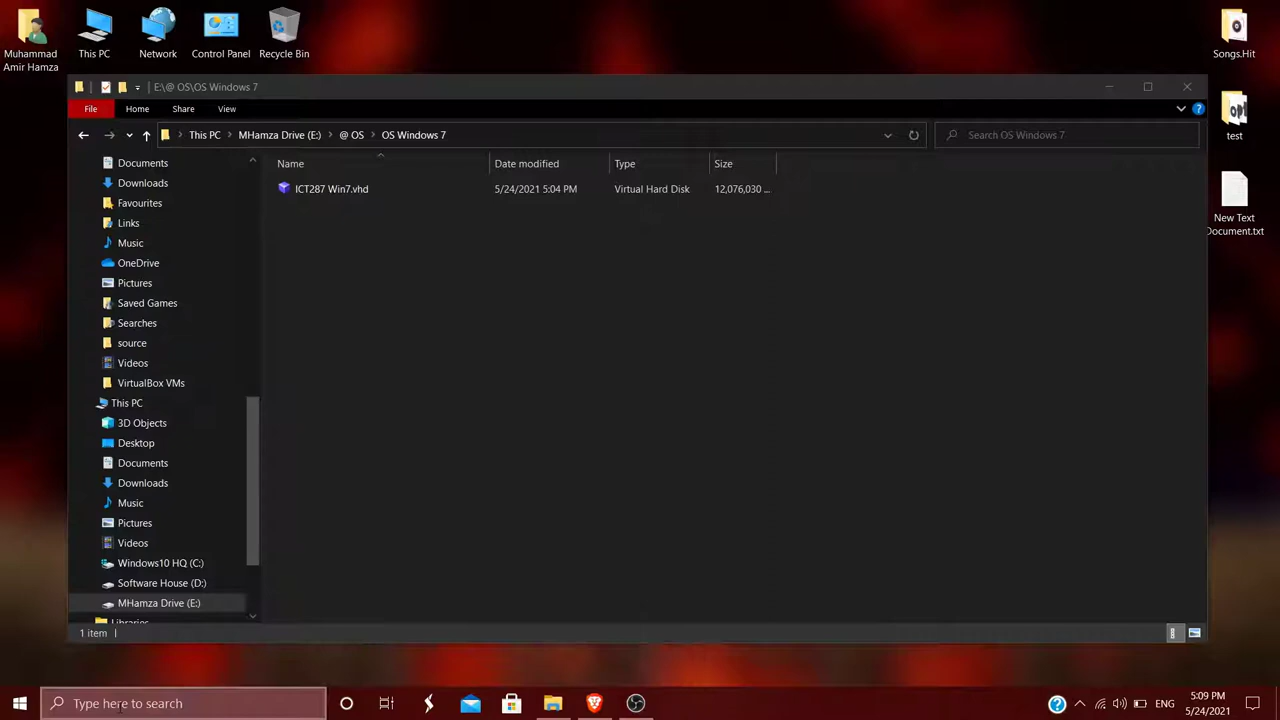 Muhammad
Amir Hamza
This PC
Network
Control Panel
Recycle Bin
Songs.Hit
test
New Text
Document.txt
E:\@ OS\OS Windows 7
File
Home
Share
View
This PC
MHamza Drive (E:)
@ OS
OS Windows 7
Search OS Windows 7
Name
Date modified
Type
Size
ICT287 Win7.vhd
5/24/2021 5:04 PM
Virtual Hard Disk
12,076,030 ...
Documents
Downloads
Favourites
Links
Music
OneDrive
Pictures
Saved Games
Searches
source
Videos
VirtualBox VMs
This PC
3D Objects
Desktop
Documents
Downloads
Music
Pictures
Videos
Windows10 HQ (C:)
Software House (D:)
MHamza Drive (E:)
Libraries
1 item
Type here to search
ENG
5:09 PM
5/24/2021